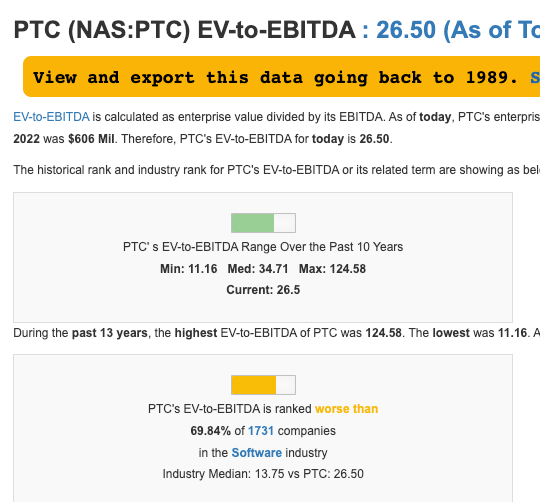 PTC (NAS:PTC) EV-to-EBITDA : 26.50 (As of To
View and export this data going back to 1989. S
EV-to-EBITDA is calculated as enterprise value divided by its EBITDA. As of today, PTC's enterpris
2022 was $606 Mil. Therefore, PTC's EV-to-EBITDA for today is 26.50.
The historical rank and industry rank for PTC's EV-to-EBITDA or its related term are showing as bel
PTC' s EV-to-EBITDA Range Over the Past 10 Years
Min: 11.16 Med: 34.71 Max: 124.58
Current: 26.5
During the past 13 years, the highest EV-to-EBITDA of PTC was 124.58. The lowest was 11.16. A
PTC's EV-to-EBITDA is ranked worse than
69.84% of 1731 companies
in the Software industry
Industry Median: 13.75 vs PTC: 26.50